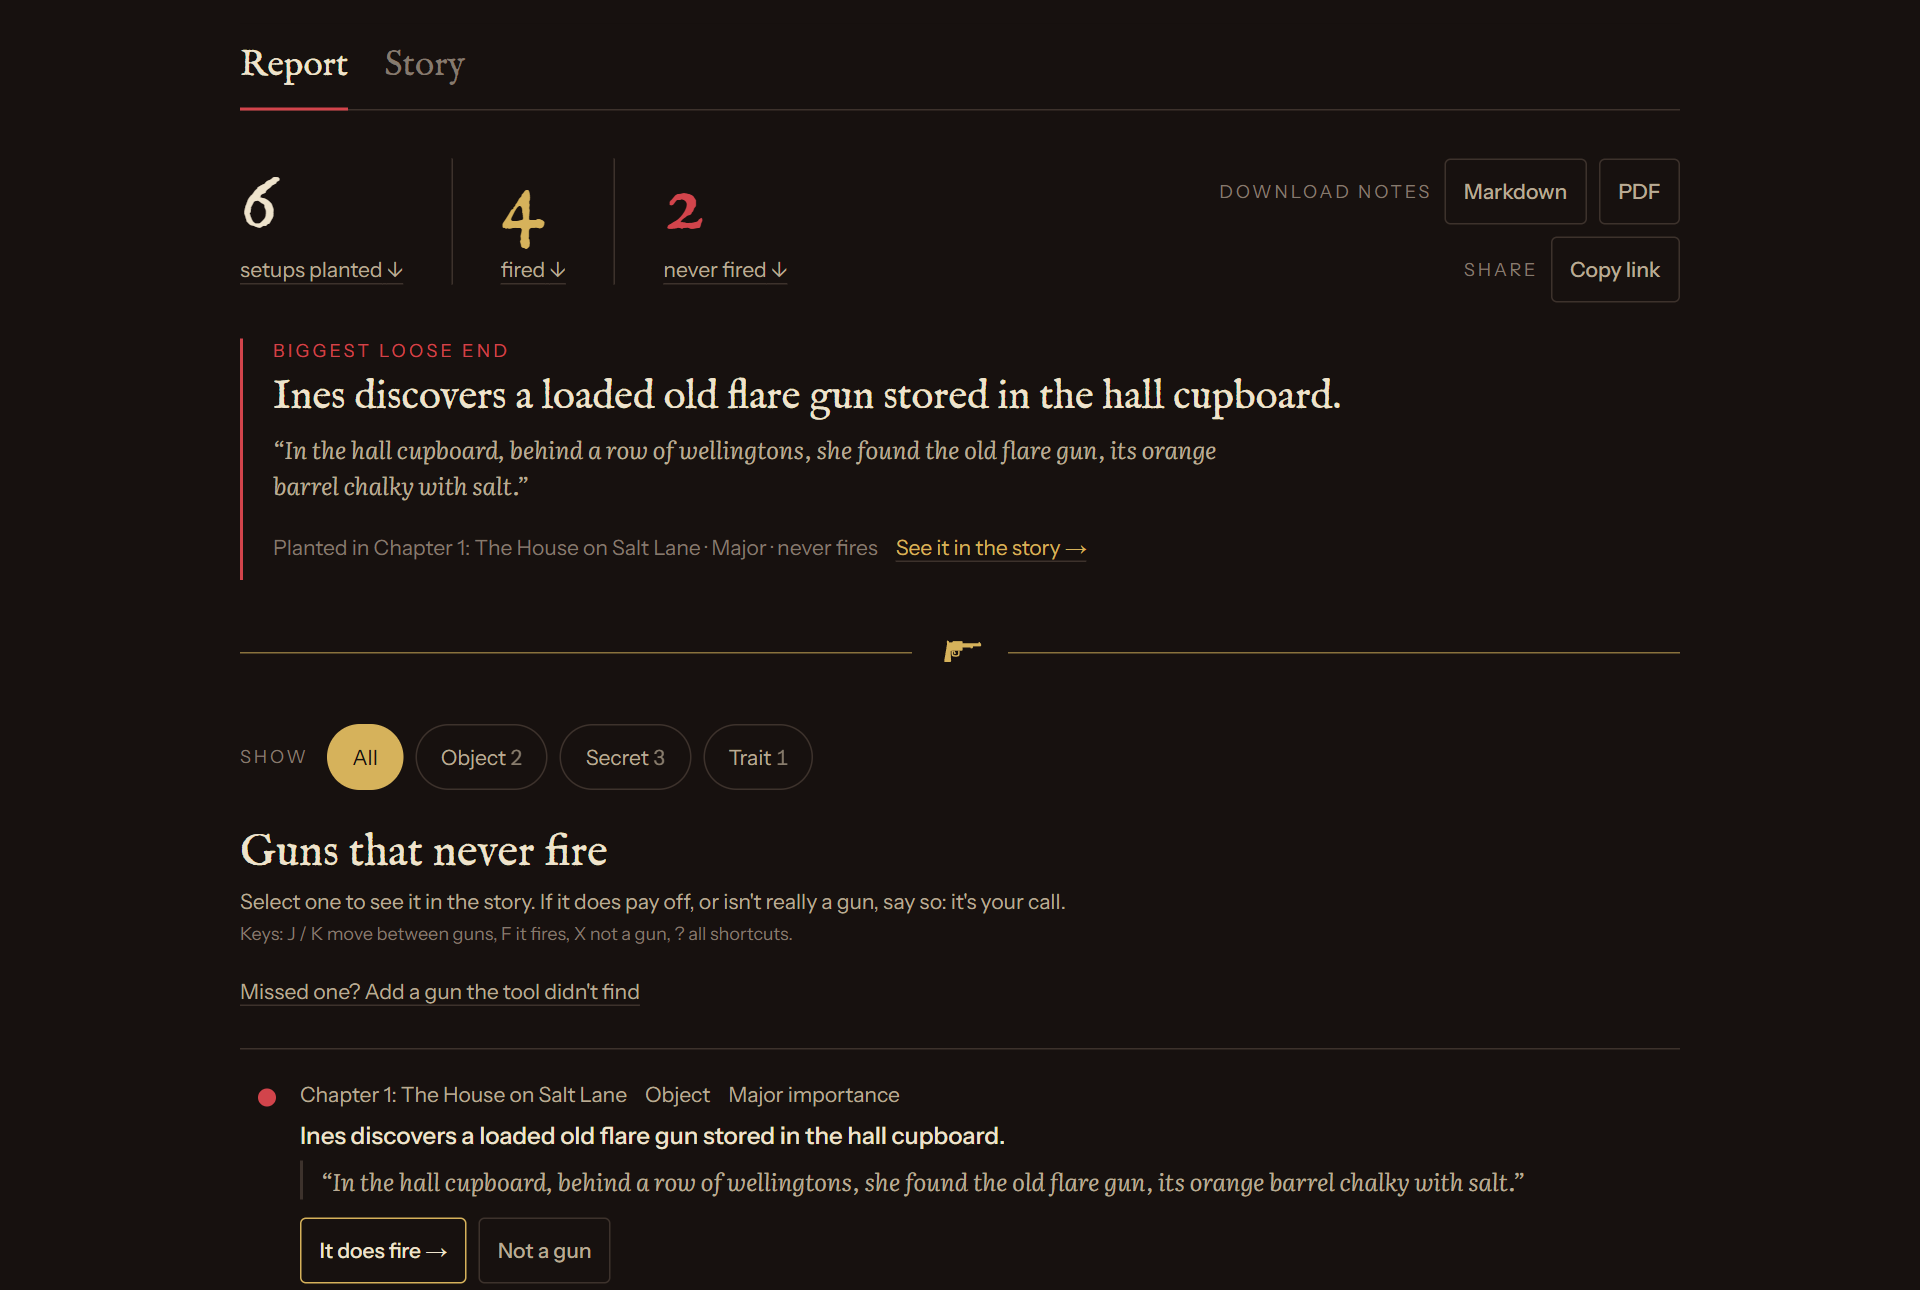 Report Story
6 4 2
setups planted ↓ fired ↓ never fired ↓
DOWNLOAD NOTES Markdown PDF
SHARE Copy link
BIGGEST LOOSE END
Ines discovers a loaded old flare gun stored in the hall cupboard.
“In the hall cupboard, behind a row of wellingtons, she found the old flare gun, its orange
barrel chalky with salt.”
Planted in Chapter 1: The House on Salt Lane · Major · never fires See it in the story →
SHOW All Object 2 Secret 3 Trait 1
Guns that never fire
Select one to see it in the story. If it does pay off, or isn't really a gun, say so: it's your call.
Keys: J / K move between guns, F it fires, X not a gun, ? all shortcuts.
Missed one? Add a gun the tool didn't find
Chapter 1: The House on Salt Lane Object Major importance
Ines discovers a loaded old flare gun stored in the hall cupboard.
“In the hall cupboard, behind a row of wellingtons, she found the old flare gun, its orange barrel chalky with salt.”
It does fire → Not a gun